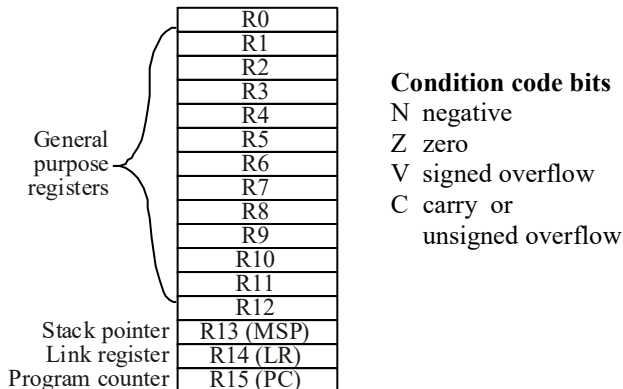 R0
R1
R2
R3
R4
R5
R6
R7
R8
R9
R10
R11
R12
R13 (MSP)
R14 (LR)
R15 (PC)
General
purpose
registers
Stack pointer
Link register
Program counter
Condition code bits
N negative
Z zero
V signed overflow
C carry or
unsigned overflow